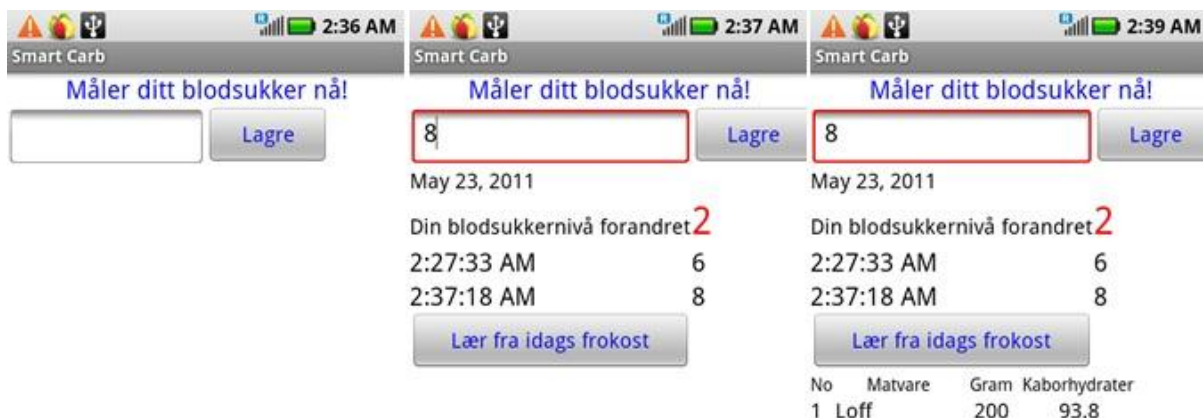 2:36 AM
Smart Carb
Måler ditt blodsukker nå!
Lagre
2:37 AM
Smart Carb
Måler ditt blodsukker nå!
8 Lagre
May 23, 2011
Din blodsukkernivå forandret 2
2:27:33 AM 6
2:37:18 AM 8
Lær fra idags frokost
2:39 AM
Smart Carb
Måler ditt blodsukker nå!
8 Lagre
May 23, 2011
Din blodsukkernivå forandret 2
2:27:33 AM 6
2:37:18 AM 8
Lær fra idags frokost
No Matvare Gram Kaborhydrater
1 Loff 200 93.8